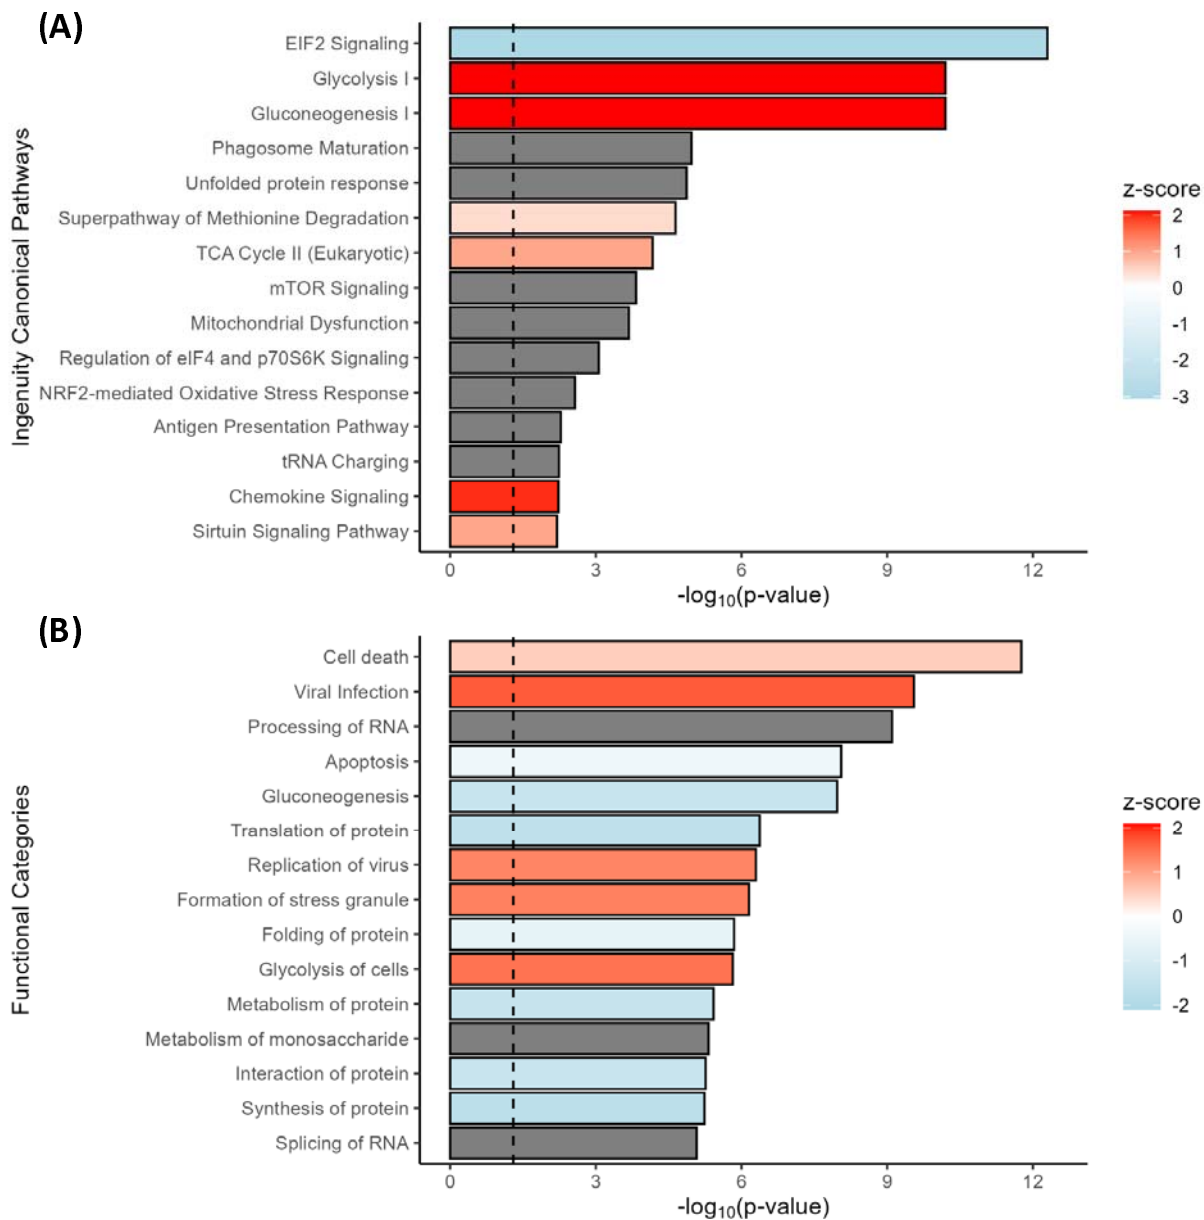 (A)
Ingenuity Canonical Pathways
EIF2 Signaling
Glycolysis I
Gluconeogenesis I
Phagosome Maturation
Unfolded protein response
Superpathway of Methionine Degradation
TCA Cycle II (Eukaryotic)
mTOR Signaling
Mitochondrial Dysfunction
Regulation of eIF4 and p70S6K Signaling
NRF2-mediated Oxidative Stress Response
Antigen Presentation Pathway
tRNA Charging
Chemokine Signaling
Sirtuin Signaling Pathway
0 3 6 9 12
-log10(p-value)
z-score
2
1
0
-1
-2
-3
(B)
Functional Categories
Cell death
Viral Infection
Processing of RNA
Apoptosis
Gluconeogenesis
Translation of protein
Replication of virus
Formation of stress granule
Folding of protein
Glycolysis of cells
Metabolism of protein
Metabolism of monosaccharide
Interaction of protein
Synthesis of protein
Splicing of RNA
0 3 6 9 12
-log10(p-value)
z-score
2
1
0
-1
-2